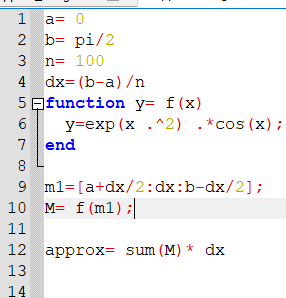 1 a= 0
2 b= pi/2
3 n= 100
4 dx=(b-a)/n
5 function y= f(x)
6 y=exp(x .^2) .*cos(x);
7 end
8
9 m1=[a+dx/2:dx:b-dx/2];
10 M= f(m1);
11
12 approx= sum(M)* dx
13
14